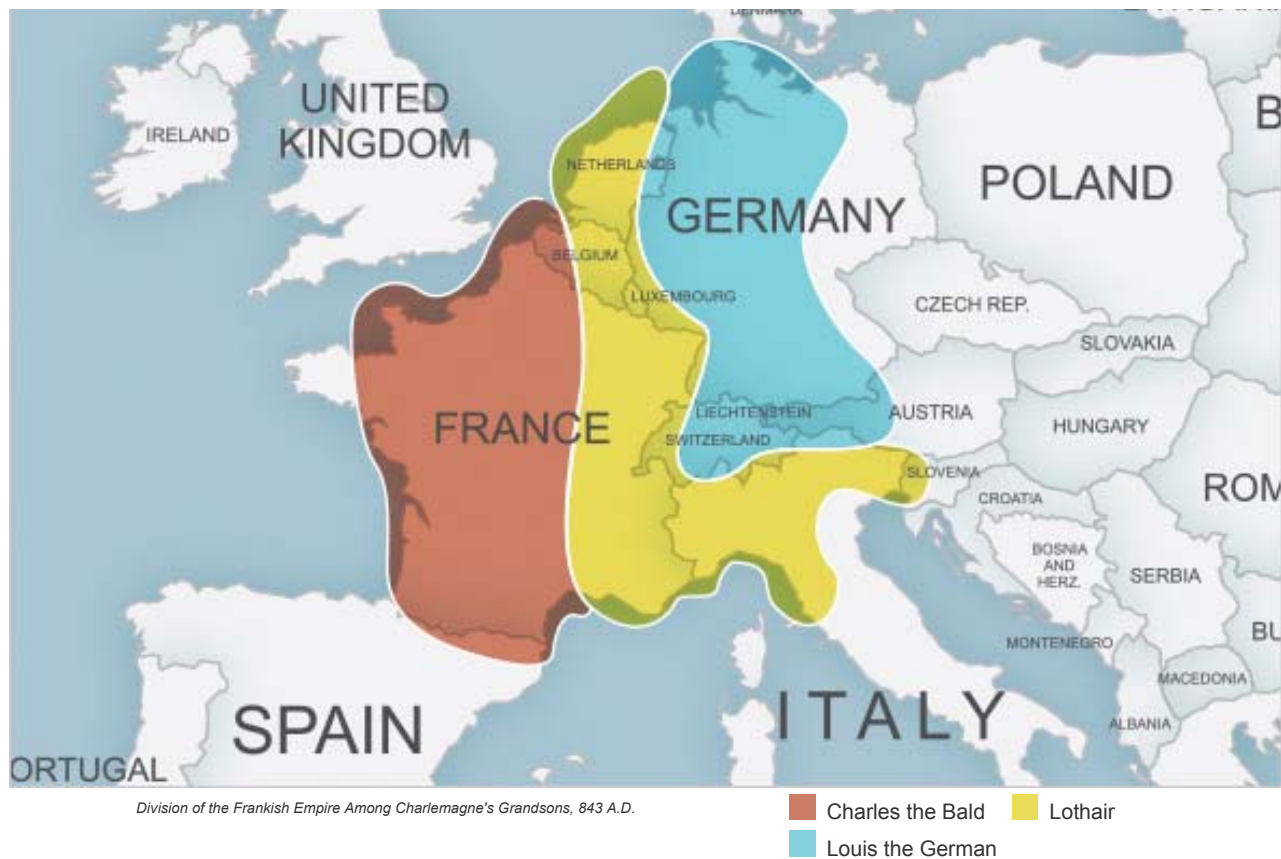 DENMARK
UNITED
KINGDOM
IRELAND
B
NETHERLANDS
POLAND
GERMANY
BELGIUM
LUXEMBOURG
CZECH REP.
SLOVAKIA
FRANCE
LIECHTENSTEIN
AUSTRIA
SWITZERLAND
HUNGARY
SLOVENIA
ROM
CROATIA
BOSNIA
AND
HERZ.
SERBIA
BU
MONTENEGRO
MACEDONIA
SPAIN
ITALY
ALBANIA
ORTUGAL
Division of the Frankish Empire Among Charlemagne's Grandsons, 843 A.D.
Charles the Bald
Lothair
Louis the German